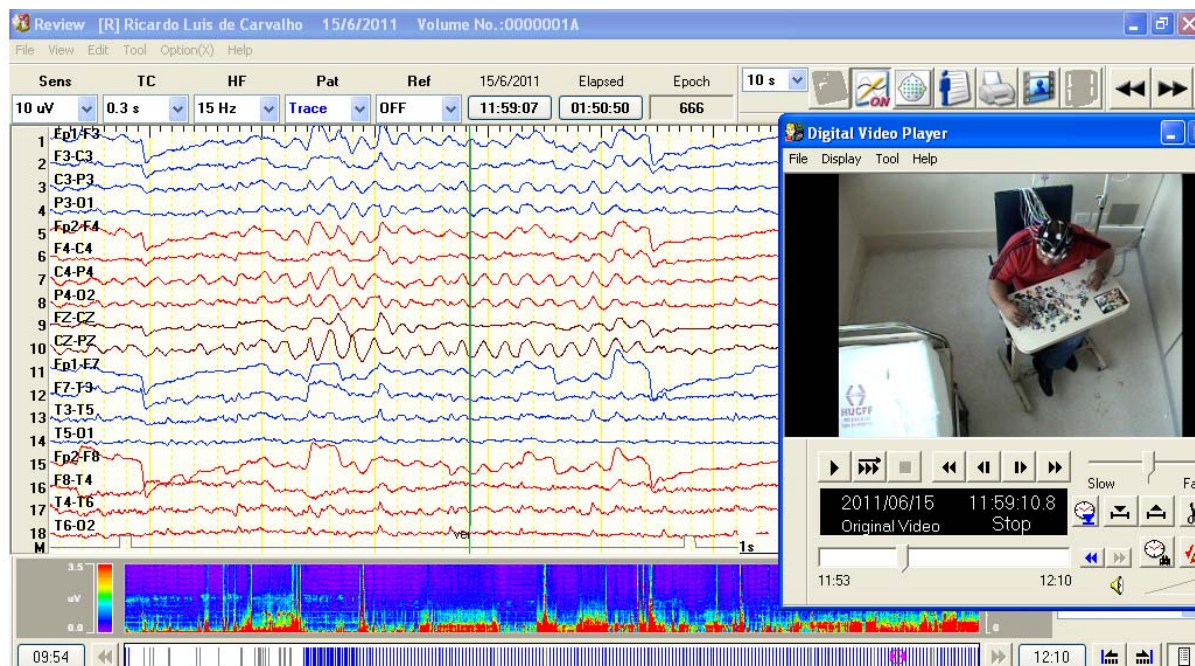 Review [R] Ricardo Luis de Carvalho 15/6/2011 Volume No.:0000001A
File View Edit Tool Option(X) Help
Sens TC HF Pat Ref 15/6/2011 Elapsed Epoch
10 s
10 uV 0.3 s 15 Hz Trace OFF 11:59:07 01:50:50 666
ON
1 Fp1-F3
2 F3-C3
3 C3-P3
4 P3-O1
5 Fp2-F4
6 F4-C4
7 C4-P4
8 P4-O2
9 FZ-CZ
10 CZ-PZ
11 Fp1-F7
12 F7-T3
13 T3-T5
14 T5-O1
15 Fp2-F8
16 F8-T4
17 T4-T6
18 T6-O2
M
1s
3.5
uV
0.0
09:54 12:10
Digital Video Player
File Display Tool Help
HUCFF
Slow
2011/06/15 11:59:10.8
Original Video Stop
11:53 12:10